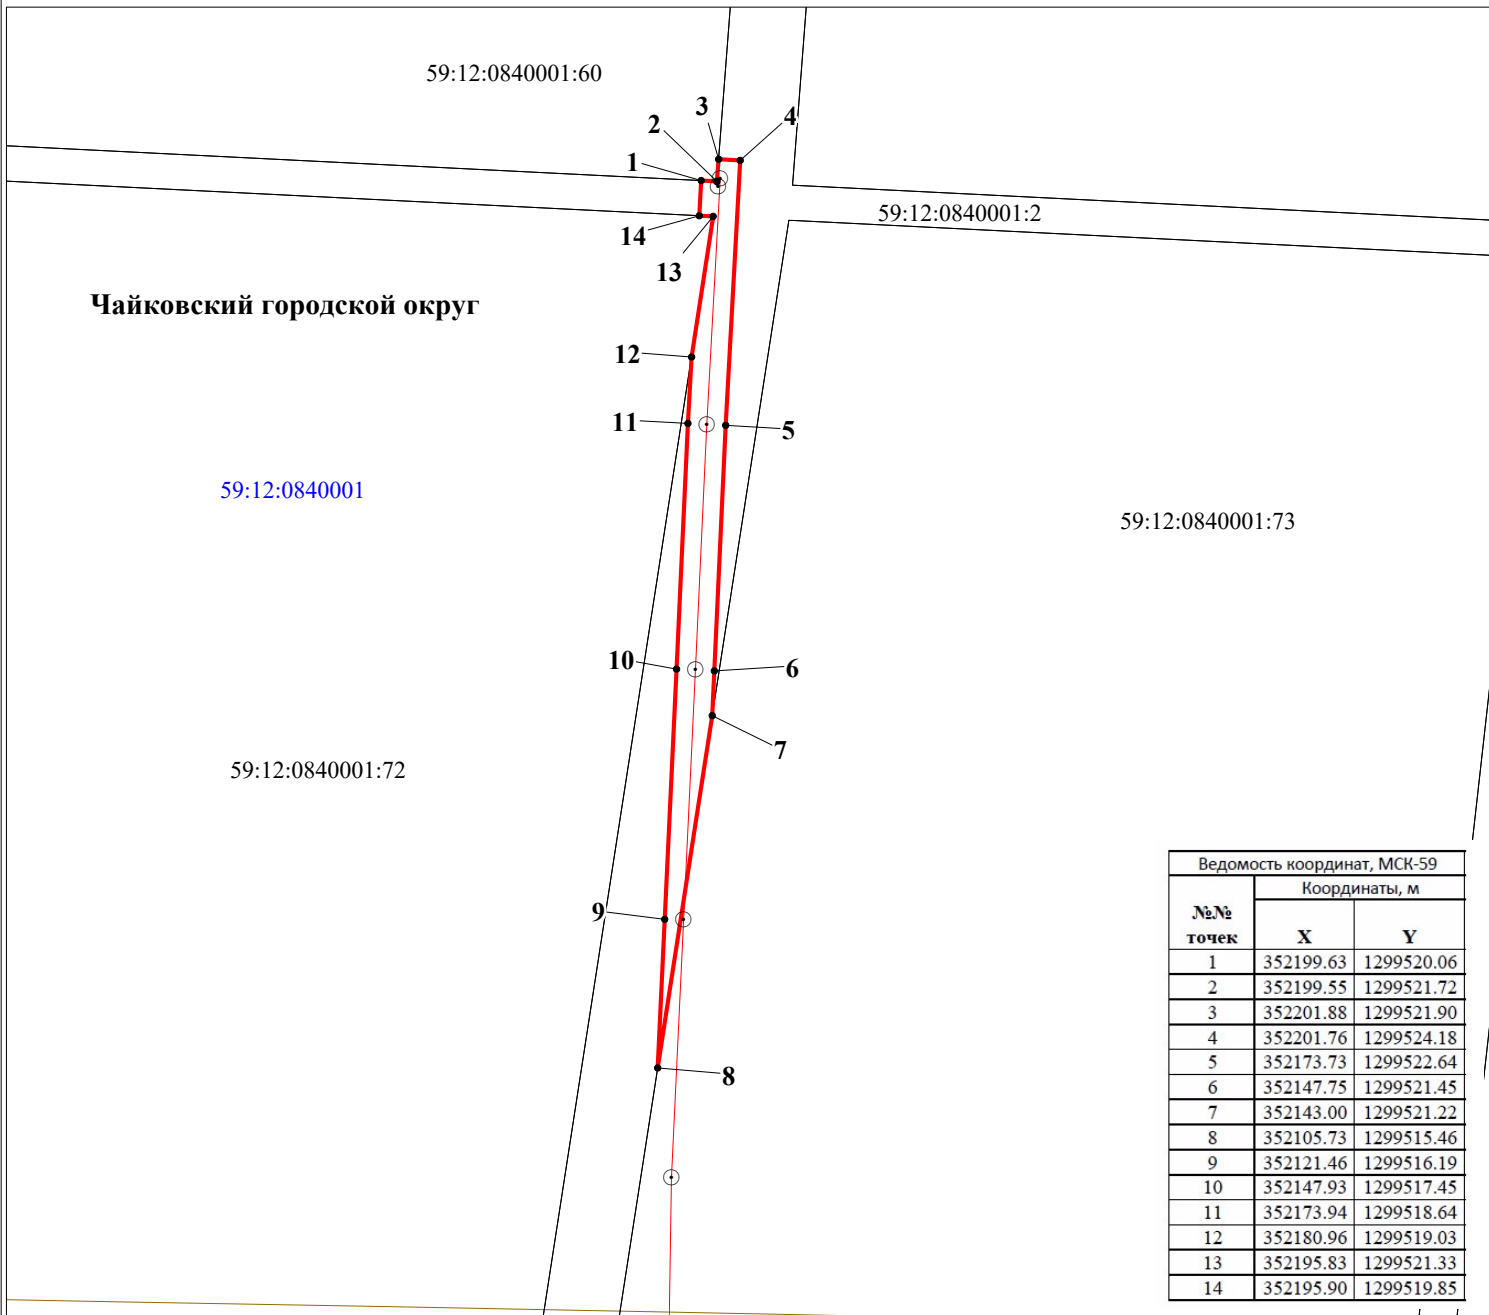 59:12:0840001:60
3
4
2
1
59:12:0840001:2
14
13
Чайковский городской округ
12
11
5
59:12:0840001
59:12:0840001:73
10
6
7
59:12:0840001:72
9
8
Ведомость координат, МСК-59
№№ точек
Координаты, м
X Y
1 352199.63 1299520.06
2 352199.55 1299521.72
3 352201.88 1299521.90
4 352201.76 1299524.18
5 352173.73 1299522.64
6 352147.75 1299521.45
7 352143.00 1299521.22
8 352105.73 1299515.46
9 352121.46 1299516.19
10 352147.93 1299517.45
11 352173.94 1299518.64
12 352180.96 1299519.03
13 352195.83 1299521.33
14 352195.90 1299519.85